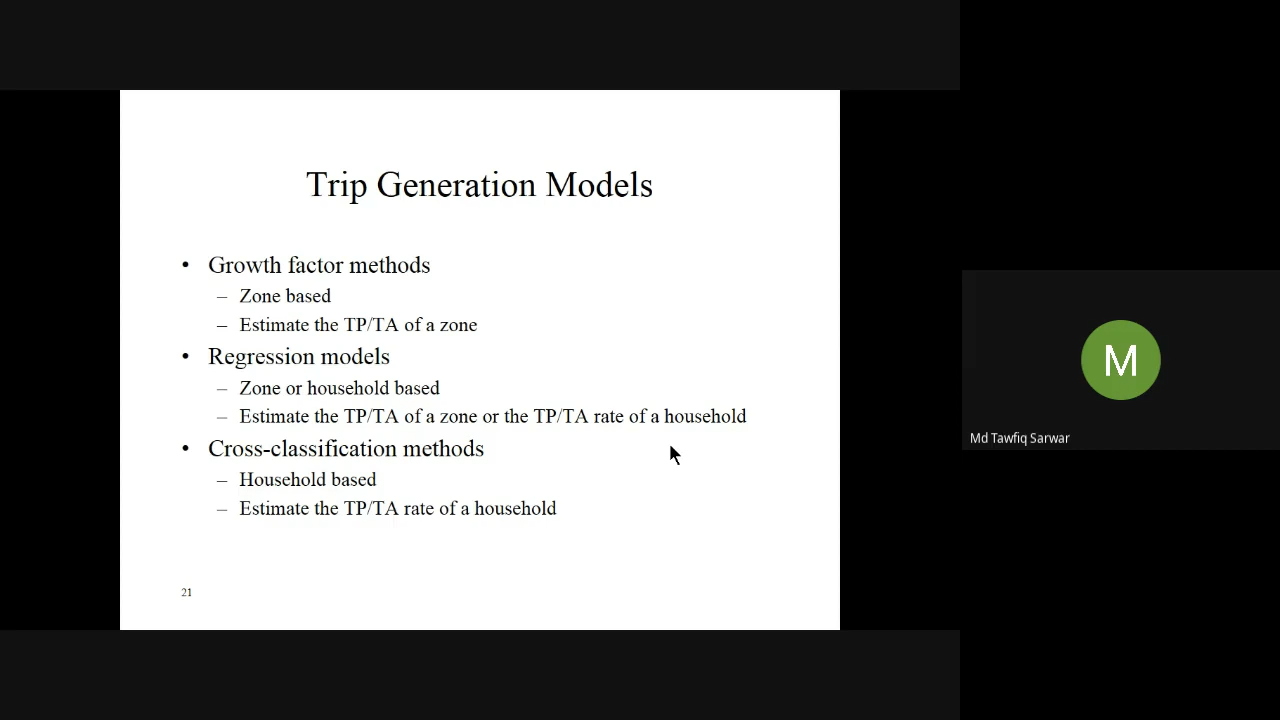 Trip Generation Models
• Growth factor methods
– Zone based
– Estimate the TP/TA of a zone
• Regression models
– Zone or household based
– Estimate the TP/TA of a zone or the TP/TA rate of a household
• Cross-classification methods
– Household based
– Estimate the TP/TA rate of a household
21
M
Md Tawfiq Sarwar